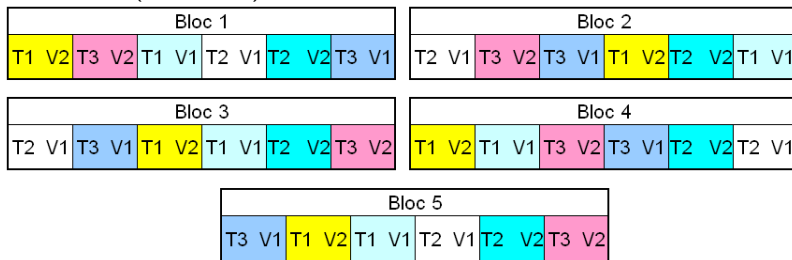 Bloc 1
T1 V2 T3 V2 T1 V1 T2 V1 T2 V2 T3 V1
Bloc 2
T2 V1 T3 V2 T3 V1 T1 V2 T2 V2 T1 V1
Bloc 3
T2 V1 T3 V1 T1 V2 T1 V1 T2 V2 T3 V2
Bloc 4
T1 V2 T1 V1 T3 V2 T3 V1 T2 V2 T2 V1
Bloc 5
T3 V1 T1 V2 T1 V1 T2 V1 T2 V2 T3 V2